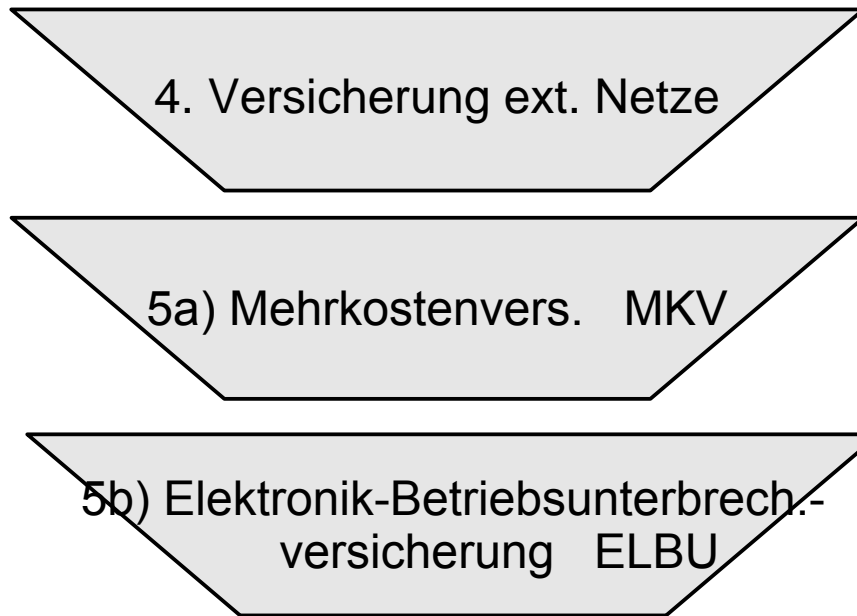 4. Versicherung ext. Netze
5a) Mehrkostenvers. MKV
5b) Elektronik-Betriebsunterbrech.-
versicherung ELBU